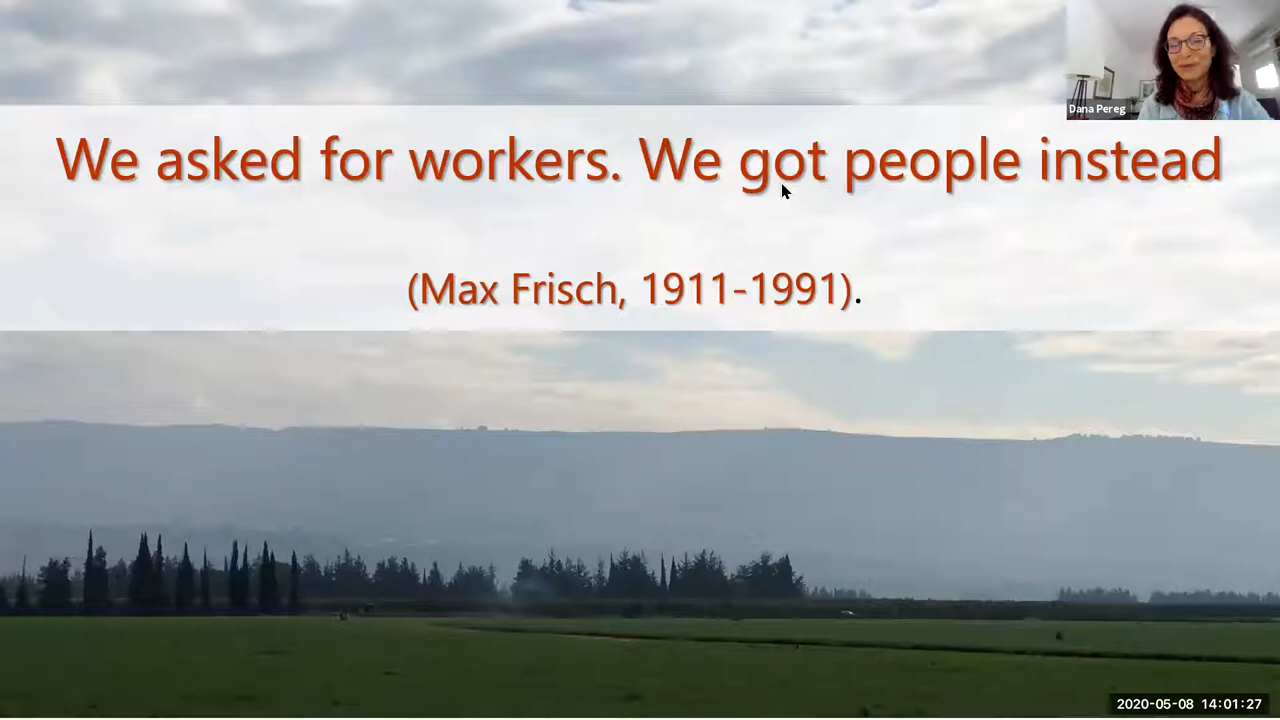 Dana Pereg
We asked for workers. We got people instead
(Max Frisch, 1911-1991).
2020-05-08 14:01:27